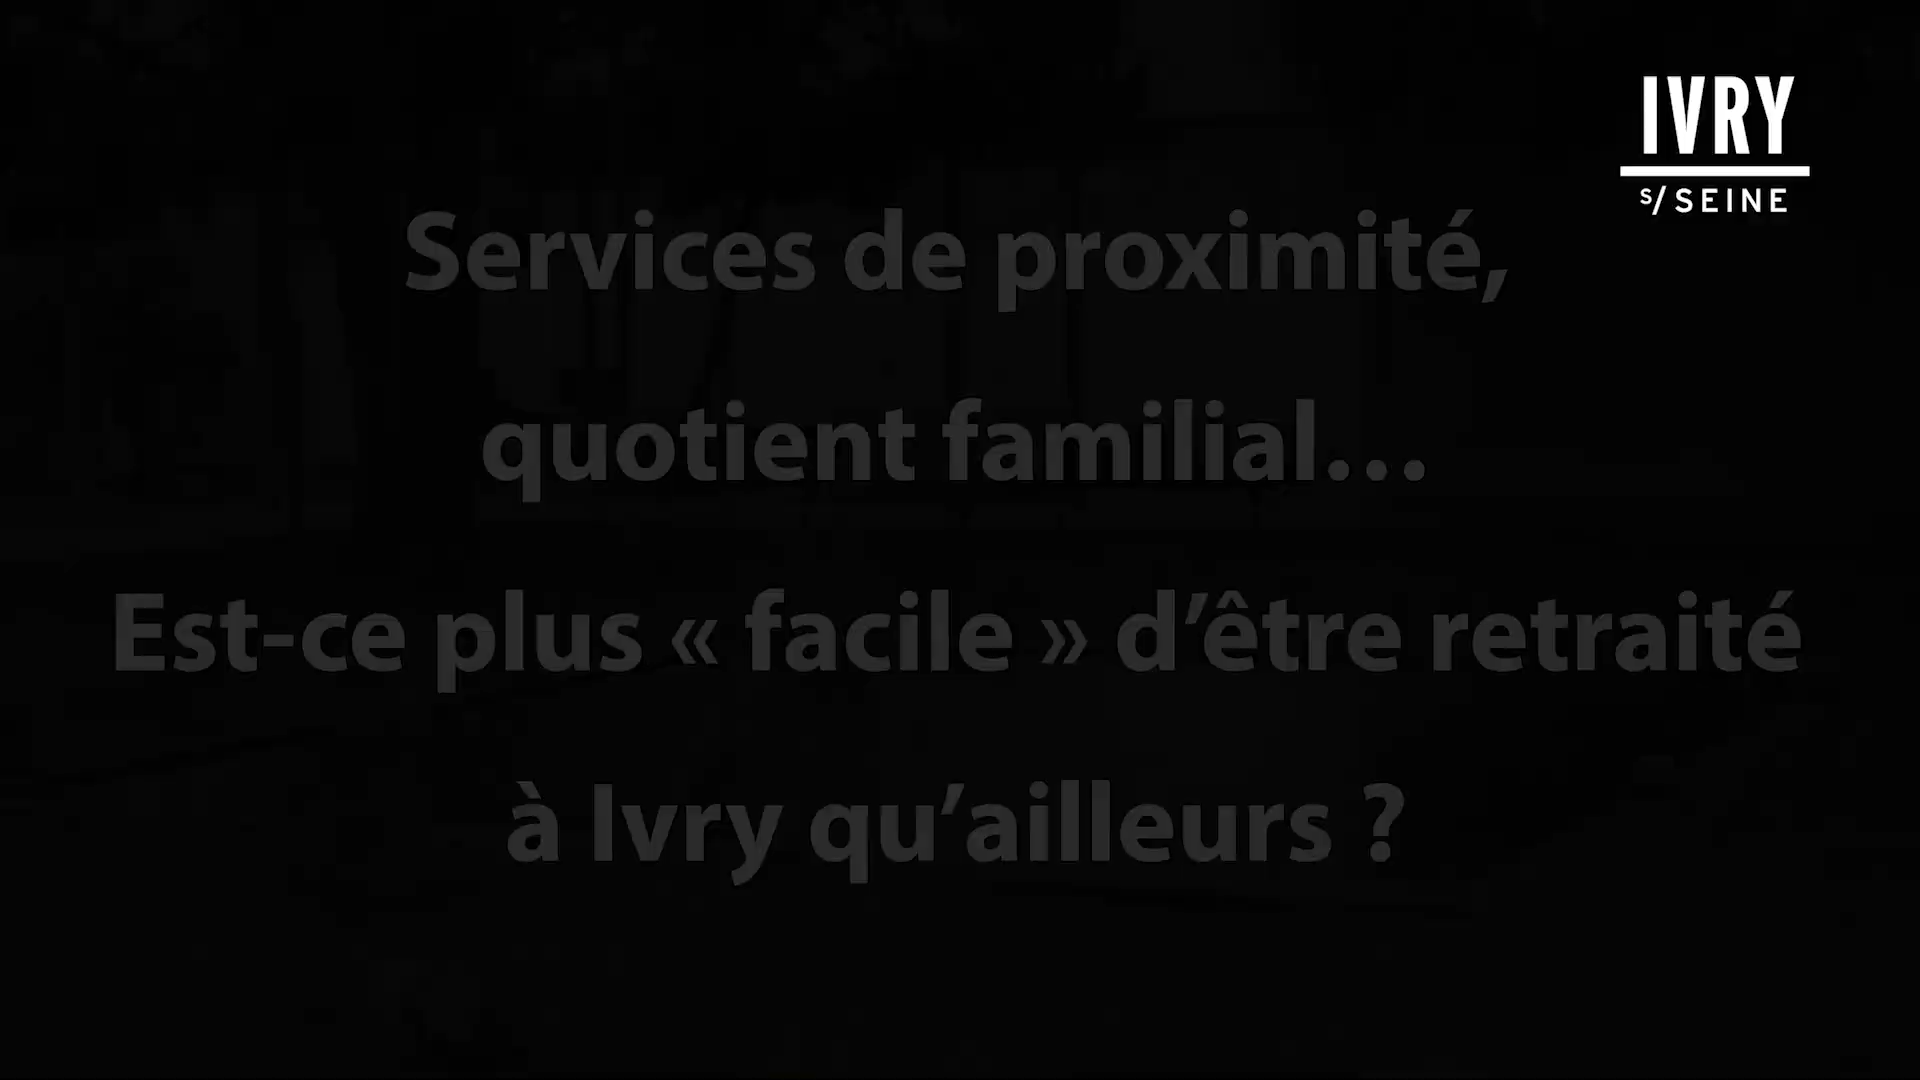 IVRY
S/SEINE
Services de proximité,
quotient familial…
Est-ce plus « facile » d’être retraité
à Ivry qu’ailleurs ?